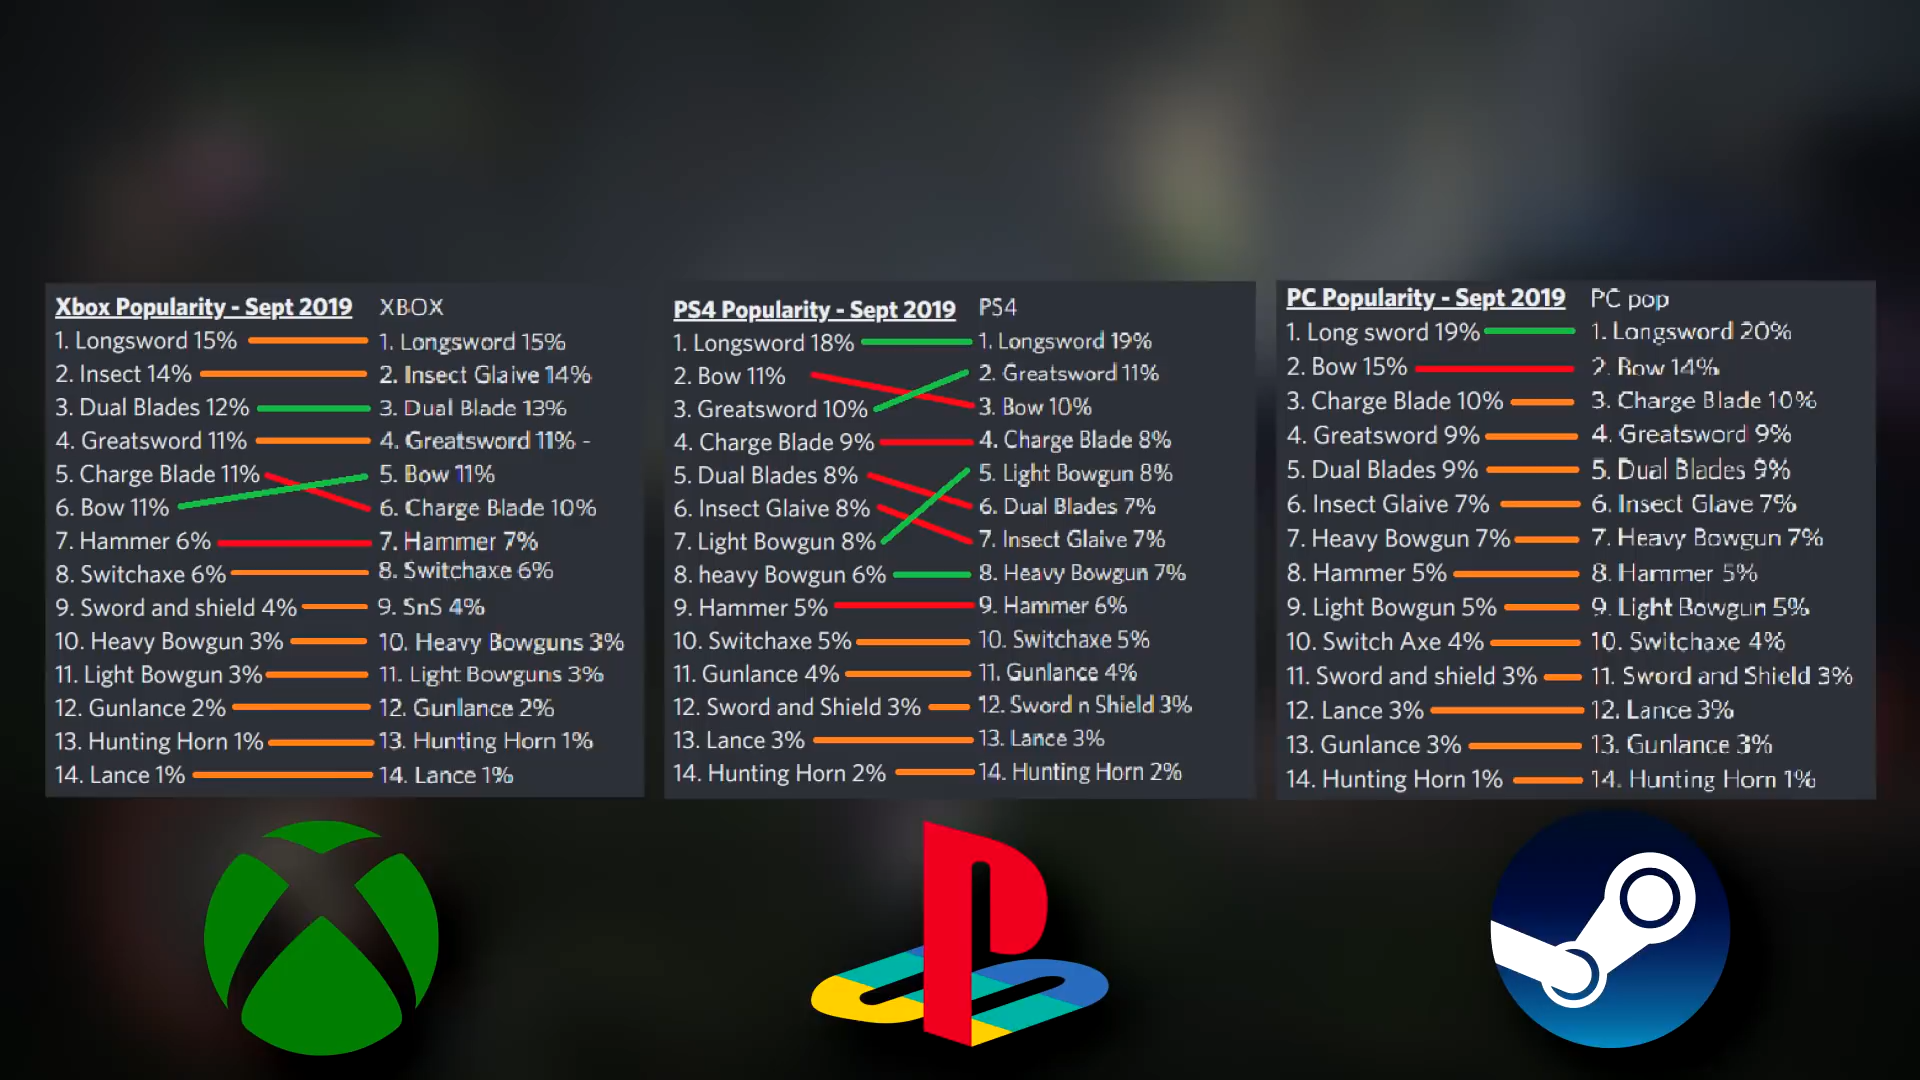 Xbox Popularity - Sept 2019
1. Longsword 15%
2. Insect 14%
3. Dual Blades 12%
4. Greatsword 11%
5. Charge Blade 11%
6. Bow 11%
7. Hammer 6%
8. Switchaxe 6%
9. Sword and shield 4%
10. Heavy Bowgun 3%
11. Light Bowgun 3%
12. Gunlance 2%
13. Hunting Horn 1%
14. Lance 1%
XBOX
1. Longsword 15%
2. Insect Glaive 14%
3. Dual Blade 13%
4. Greatsword 11% -
5. Bow 11%
6. Charge Blade 10%
7. Hammer 7%
8. Switchaxe 6%
9. SnS 4%
10. Heavy Bowguns 3%
11. Light Bowguns 3%
12. Gunlance 2%
13. Hunting Horn 1%
14. Lance 1%
PS4 Popularity - Sept 2019
1. Longsword 18%
2. Bow 11%
3. Greatsword 10%
4. Charge Blade 9%
5. Dual Blades 8%
6. Insect Glaive 8%
7. Light Bowgun 8%
8. heavy Bowgun 6%
9. Hammer 5%
10. Switchaxe 5%
11. Gunlance 4%
12. Sword and Shield 3%
13. Lance 3%
14. Hunting Horn 2%
PS4
1. Longsword 19%
2. Greatsword 11%
3. Bow 10%
4. Charge Blade 8%
5. Light Bowgun 8%
6. Dual Blades 7%
7. Insect Glaive 7%
8. Heavy Bowgun 7%
9. Hammer 6%
10. Switchaxe 5%
11. Gunlance 4%
12. Sword n Shield 3%
13. Lance 3%
14. Hunting Horn 2%
PC Popularity - Sept 2019
1. Long sword 19%
2. Bow 15%
3. Charge Blade 10%
4. Greatsword 9%
5. Dual Blades 9%
6. Insect Glaive 7%
7. Heavy Bowgun 7%
8. Hammer 5%
9. Light Bowgun 5%
10. Switch Axe 4%
11. Sword and shield 3%
12. Lance 3%
13. Gunlance 3%
14. Hunting Horn 1%
PC pop
1. Longsword 20%
2. Bow 14%
3. Charge Blade 10%
4. Greatsword 9%
5. Dual Blades 9%
6. Insect Glave 7%
7. Heavy Bowgun 7%
8. Hammer 5%
9. Light Bowgun 5%
10. Switchaxe 4%
11. Sword and Shield 3%
12. Lance 3%
13. Gunlance 3%
14. Hunting Horn 1%